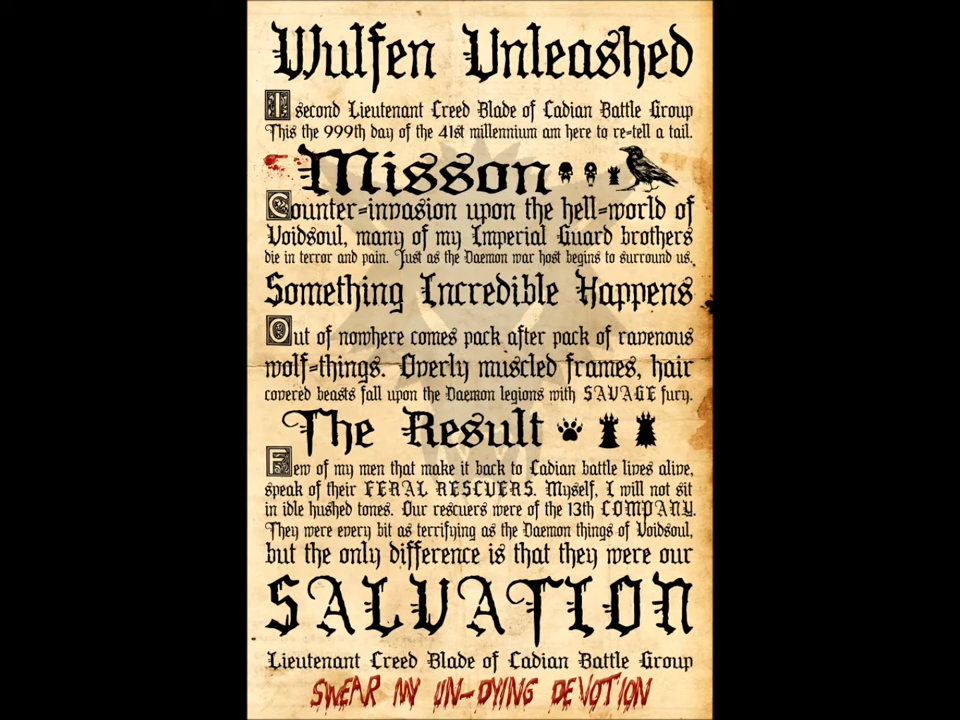 Wulfen Unleashed
I second Lieutenant Creed Blade of Cadian Battle Group
This the 999th day of the 41st millennium am here to re-tell a tail.
Misson
Counter-invasion upon the hell-world of
Voidsoul, many of my Imperial Guard brothers
die in terror and pain. Just as the Daemon war host begins to surround us.
Something Incredible Happens
Out of nowhere comes pack after pack of ravenous
wolf-things. Overly muscled frames, hair
covered beasts fall upon the Daemon legions with SAVAGE fury.
The Result
Few of my men that make it back to Cadian battle lives alive,
speak of their FERAL RESCUERS. Myself, I will not sit
in idle hushed tones. Our rescuers were of the 13th COMPANY.
They were every bit as terrifying as the Daemon things of Voidsoul,
but the only difference is that they were our
SALVATION
Lieutenant Creed Blade of Cadian Battle Group
SWEAR MY UN-DYING DEVOTION